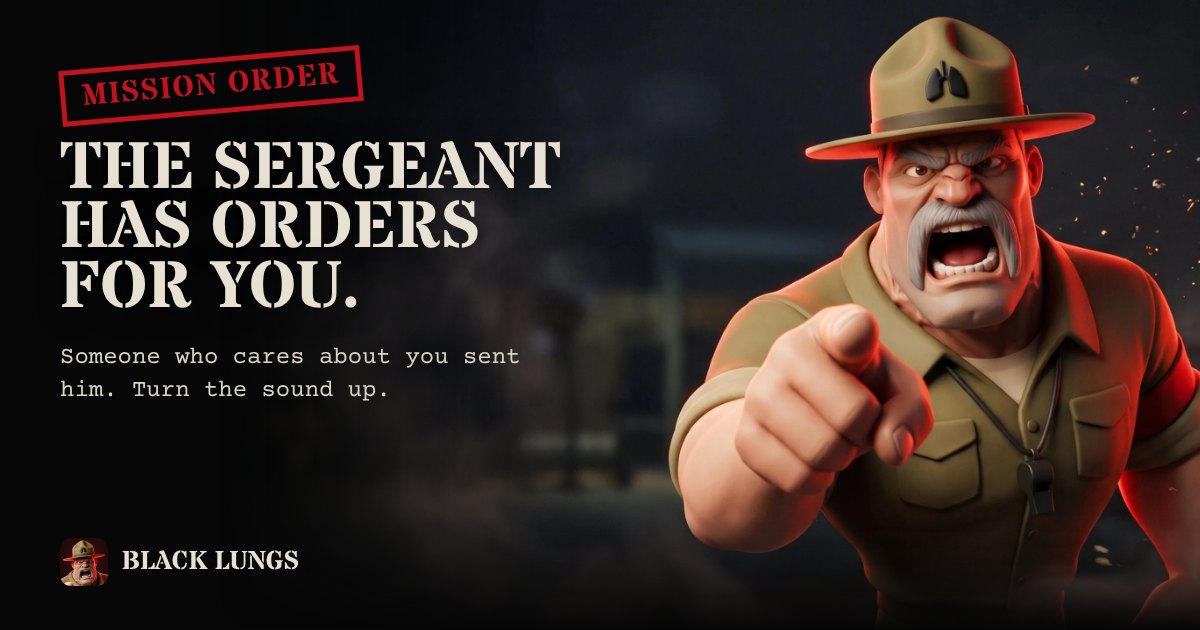 MISSION ORDER
THE SERGEANT
HAS ORDERS
FOR YOU.
Someone who cares about you sent
him. Turn the sound up.
BLACK LUNGS